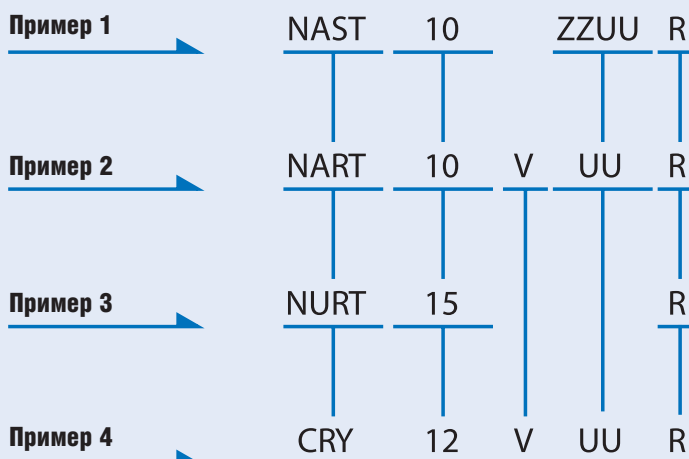 Пример 1 NAST 10 ZZUU R
Пример 2 NART 10 V UU R
Пример 3 NURT 15 R
Пример 4 CRY 12 V UU R